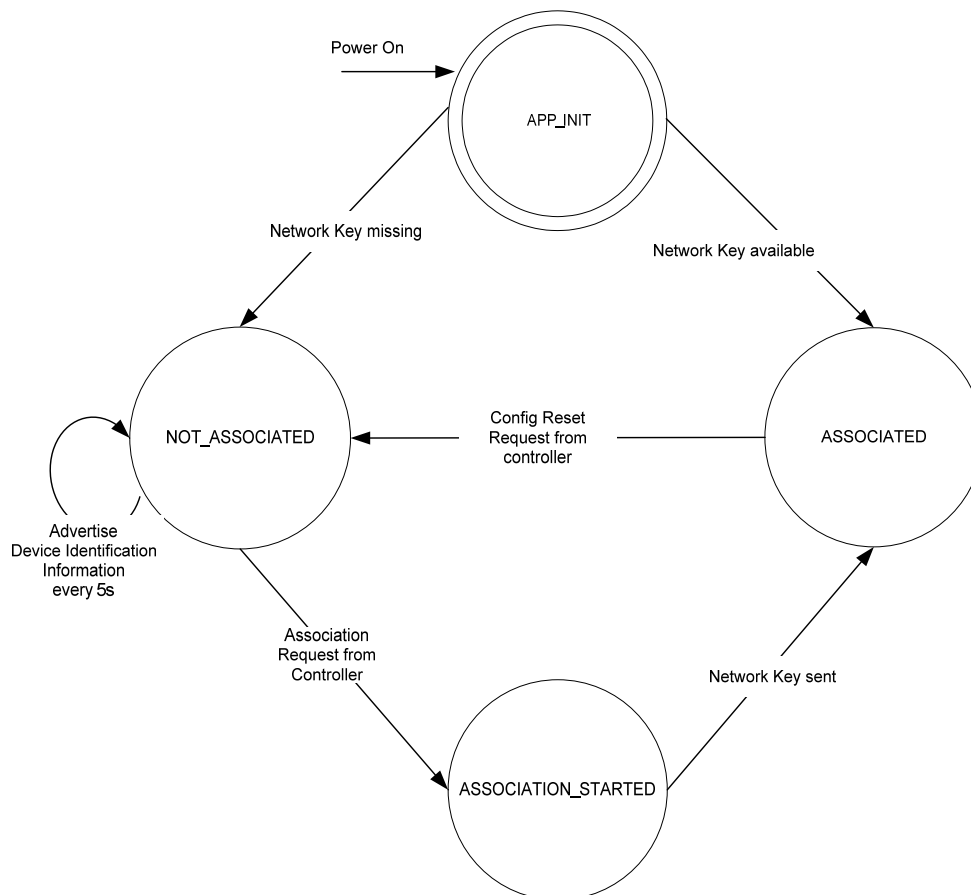 Power On
APP_INIT
Network Key missing
Network Key available
NOT_ASSOCIATED
Config Reset
Request from
controller
ASSOCIATED
Advertise
Device Identification
Information
every 5s
Association
Request from
Controller
Network Key sent
ASSOCIATION_STARTED